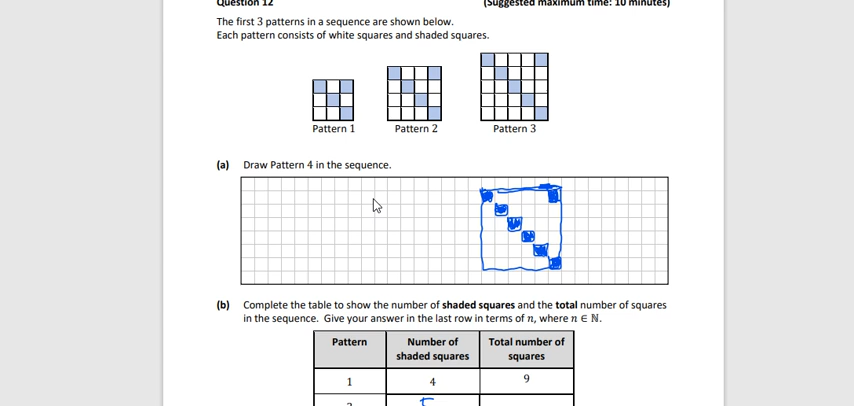 Question 12 (Suggested maximum time: 10 minutes)
The first 3 patterns in a sequence are shown below.
Each pattern consists of white squares and shaded squares.
Pattern 1 Pattern 2 Pattern 3
(a) Draw Pattern 4 in the sequence.
(b) Complete the table to show the number of shaded squares and the total number of squares
in the sequence. Give your answer in the last row in terms of n, where n ∈ ℕ.
Pattern Number of shaded squares Total number of squares
1 4 9